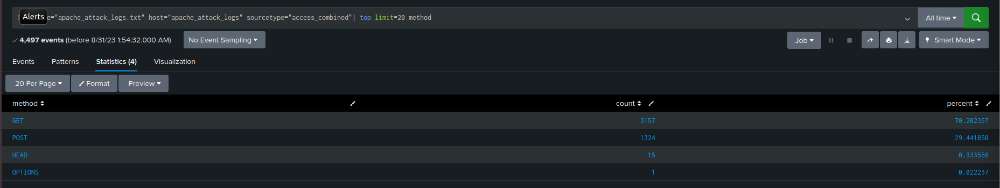 Alerts
e="apache_attack_logs.txt" host="apache_attack_logs" sourcetype="access_combined"| top limit=20 method
All time
4,497 events (before 8/31/23 1:54:32.000 AM)
No Event Sampling
Job
Smart Mode
Events
Patterns
Statistics (4)
Visualization
20 Per Page
Format
Preview
method count percent
GET 3157 70.202357
POST 1324 29.441850
HEAD 15 0.333556
OPTIONS 1 0.022237